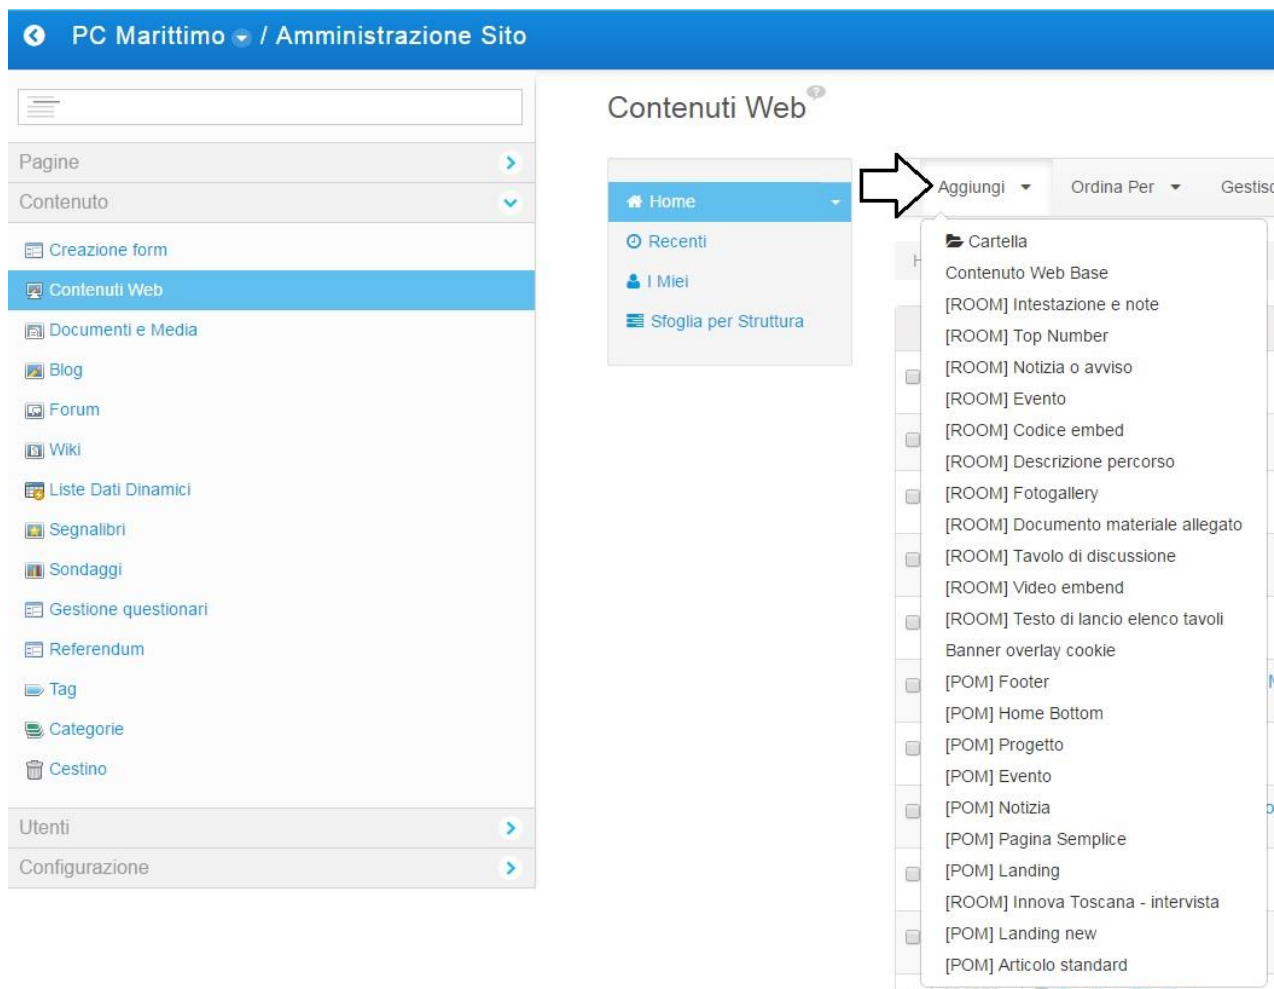 PC Marittimo / Amministrazione Sito
Pagine
Contenuto
Creazione form
Contenuti Web
Documenti e Media
Blog
Forum
Wiki
Liste Dati Dinamici
Segnalibri
Sondaggi
Gestione questionari
Referendum
Tag
Categorie
Cestino
Utenti
Configurazione
Contenuti Web
Home
Recenti
I Miei
Sfoglia per Struttura
Aggiungi Ordina Per
Cartella
Contenuto Web Base
[ROOM] Intestazione e note
[ROOM] Top Number
[ROOM] Notizia o avviso
[ROOM] Evento
[ROOM] Codice embed
[ROOM] Descrizione percorso
[ROOM] Fotogallery
[ROOM] Documento materiale allegato
[ROOM] Tavolo di discussione
[ROOM] Video embend
[ROOM] Testo di lancio elenco tavoli
Banner overlay cookie
[POM] Footer
[POM] Home Bottom
[POM] Progetto
[POM] Evento
[POM] Notizia
[POM] Pagina Semplice
[POM] Landing
[ROOM] Innova Toscana - intervista
[POM] Landing new
[POM] Articolo standard